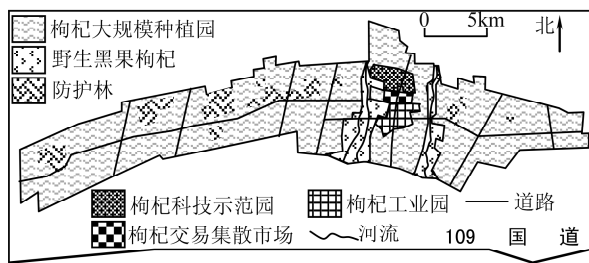 枸杞大规模种植园
野生黑果枸杞
防护林
0 5km
北
枸杞科技示范园 枸杞工业园 道路
枸杞交易集散市场 河流 109 国 道